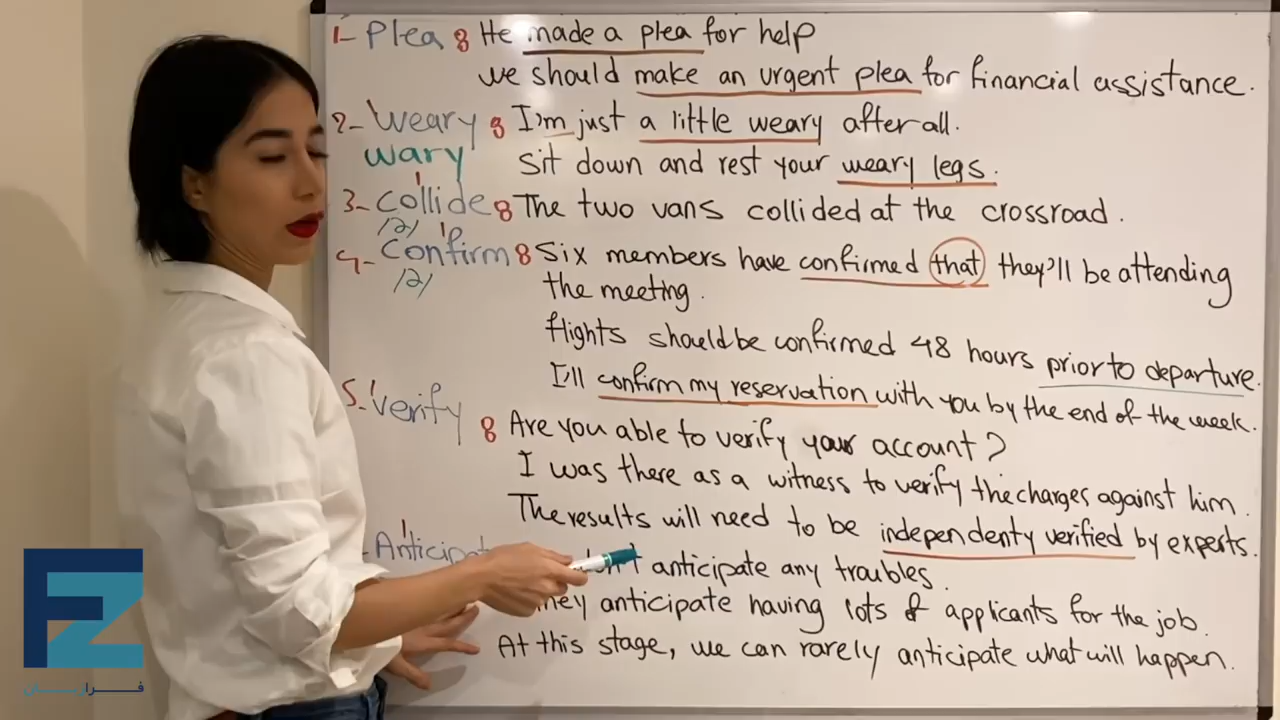 1- Plea : He made a plea for help
we should make an urgent plea for financial assistance.
2- Weary : I'm just a little weary after all.
wary Sit down and rest your weary legs.
3- Collide : The two vans collided at the crossroad.
/ə/
4- Confirm : Six members have confirmed that they'll be attending
/ə/ the meeting.
flights should be confirmed 48 hours prior to departure.
I'll confirm my reservation with you by the end of the week.
5- Verify : Are you able to verify your account?
I was there as a witness to verify the charges against him.
The results will need to be independenty verified by experts.
- Anticipat anticipate any troubles.
anticipate having lots of applicants for the job.
At this stage, we can rarely anticipate what will happen.
FZ
فرازبان